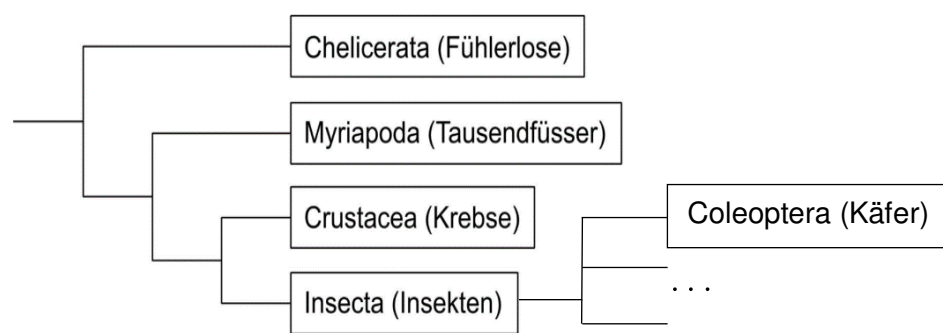 Chelicerata (Fühlerlose)
Myriapoda (Tausendfüsser)
Crustacea (Krebse)
Coleoptera (Käfer)
. . .
Insecta (Insekten)